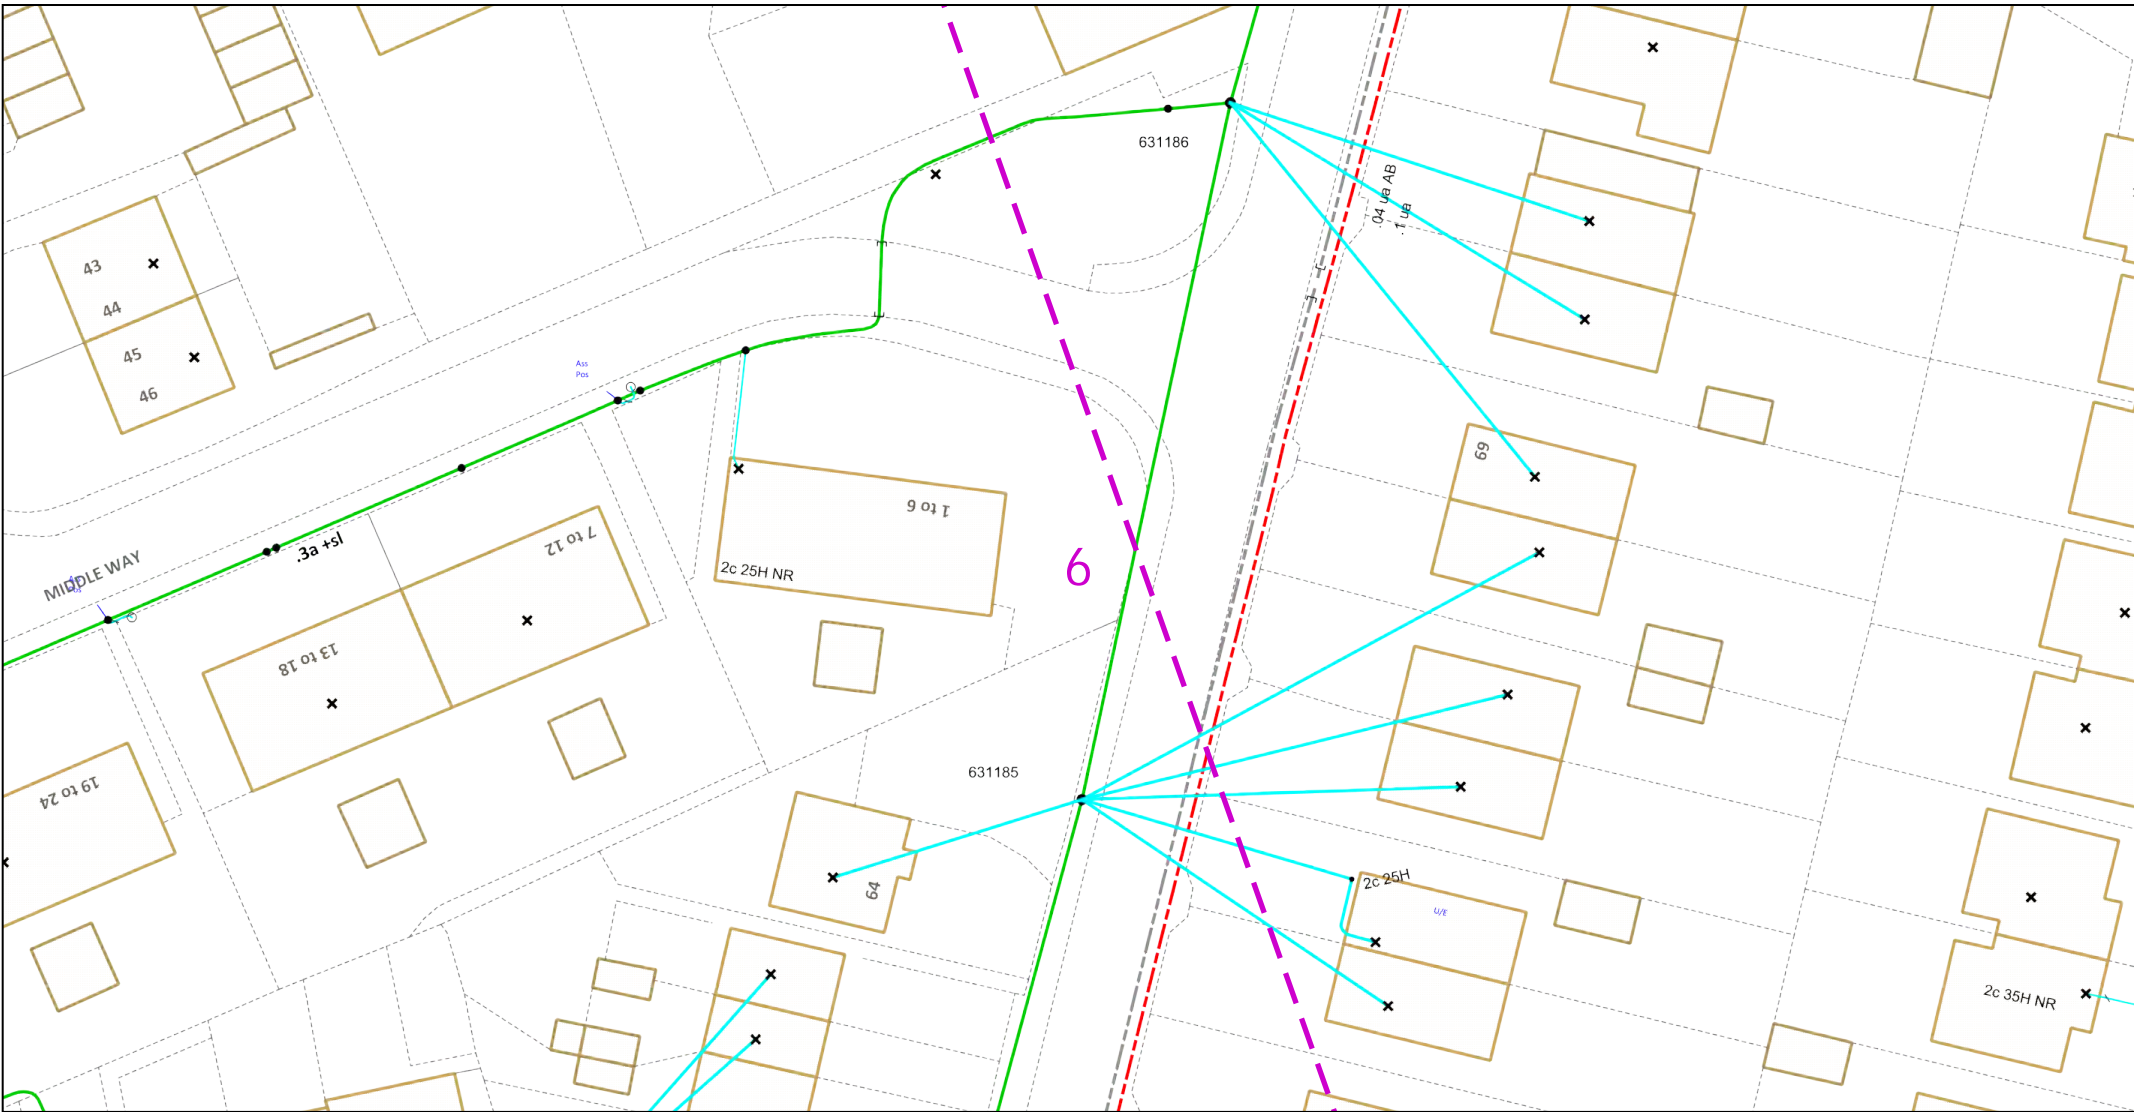 631186
.04 ua AB
.1 ua
43
44
45
46
Ass
Pos
69
1 to 6
7 to 12
.3a +sl
MIDDLE WAY
2c 25H NR
6
13 to 18
631185
19 to 24
64
2c 25H
U/E
2c 35H NR